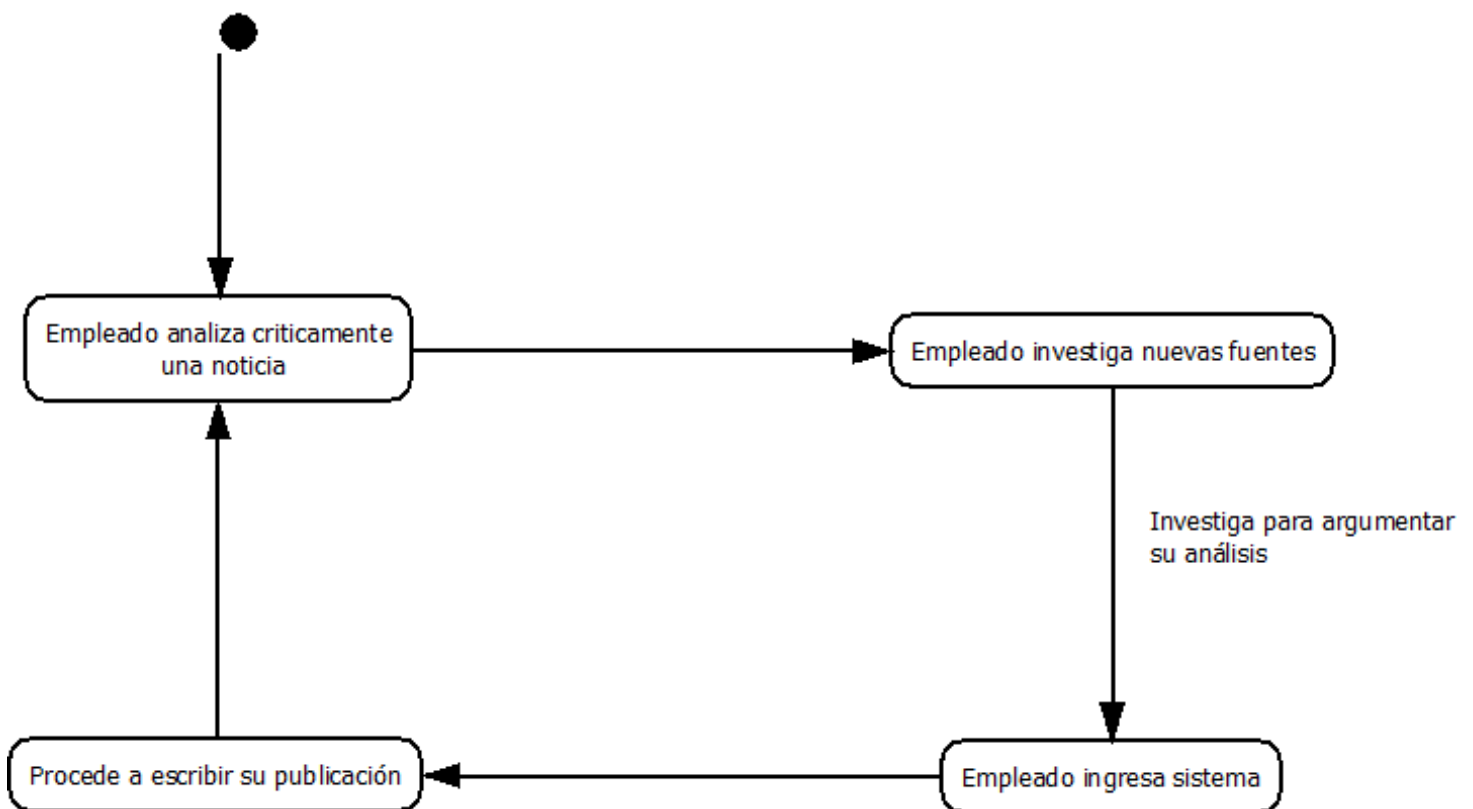 Empleado analiza criticamente
una noticia
Empleado investiga nuevas fuentes
Investiga para argumentar
su análisis
Procede a escribir su publicación
Empleado ingresa sistema